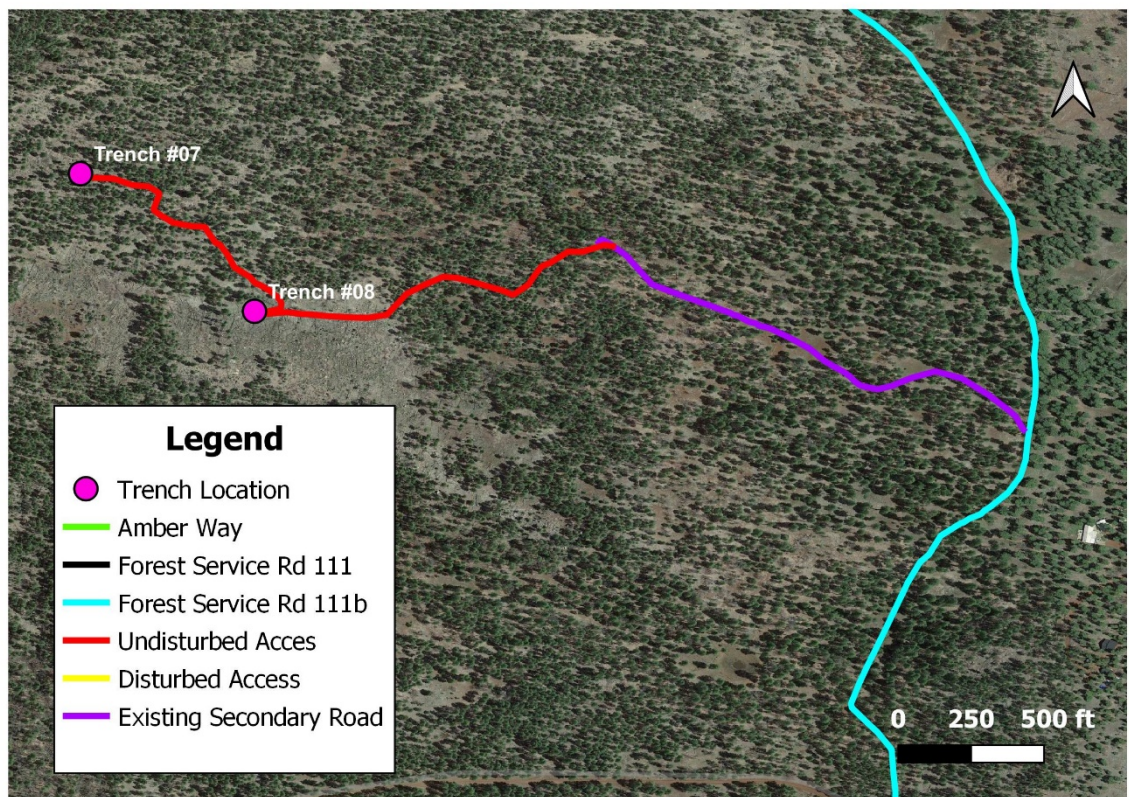 Trench #07
Trench #08
Legend
Trench Location
Amber Way
Forest Service Rd 111
Forest Service Rd 111b
Undisturbed Acces
Disturbed Access
Existing Secondary Road
0 250 500 ft